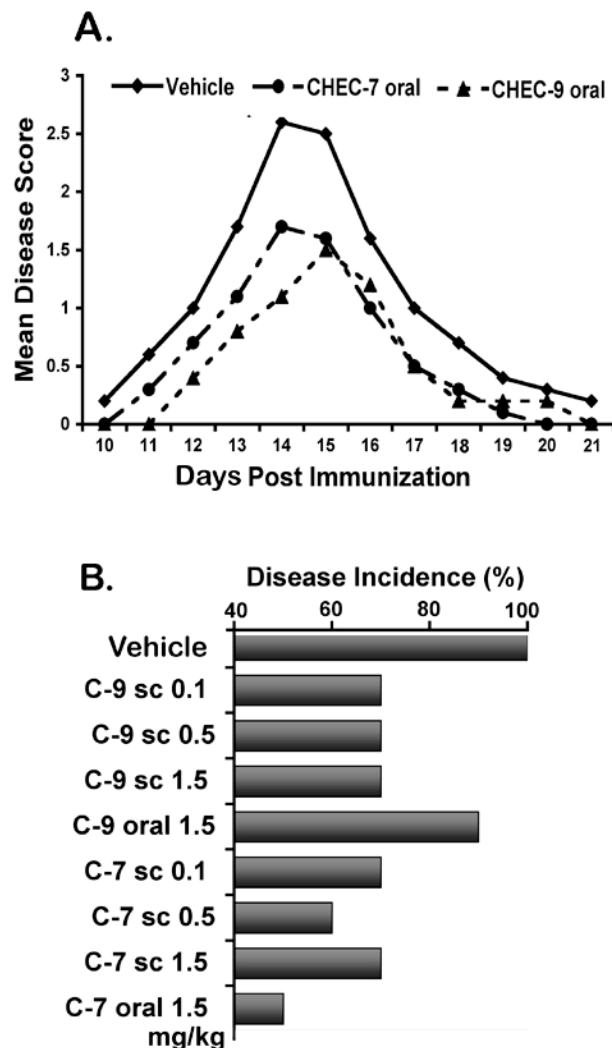 A.
Vehicle CHEC-7 oral CHEC-9 oral
Mean Disease Score
3
2.5
2
1.5
1
0.5
0
10 11 12 13 14 15 16 17 18 19 20 21
Days Post Immunization
B.
Disease Incidence (%)
40 60 80 100
Vehicle
C-9 sc 0.1
C-9 sc 0.5
C-9 sc 1.5
C-9 oral 1.5
C-7 sc 0.1
C-7 sc 0.5
C-7 sc 1.5
C-7 oral 1.5
mg/kg